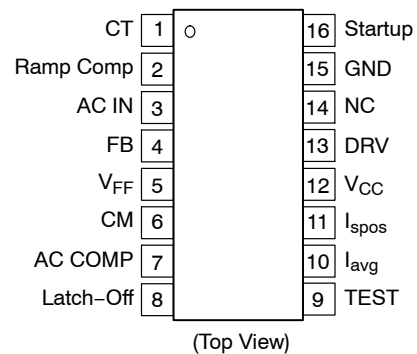 CT 1 16 Startup
Ramp Comp 2 15 GND
AC IN 3 14 NC
FB 4 13 DRV
VFF 5 12 VCC
CM 6 11 Ispos
AC COMP 7 10 Iavg
Latch−Off 8 9 TEST
(Top View)